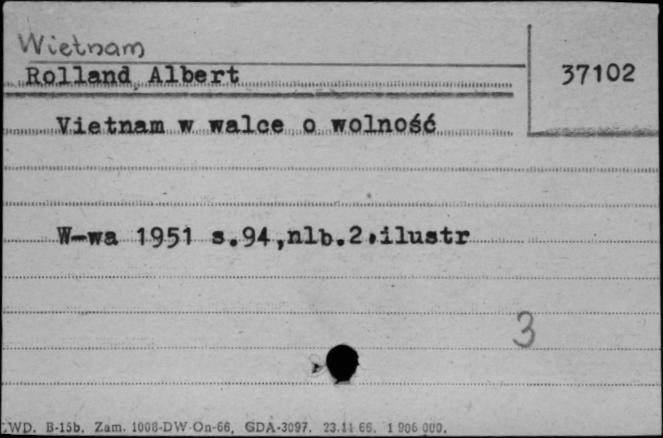 Wietnam
Rolland Albert
37102
Vietnam w walce o wolność
W-wa 1951 s.94,nlb.2.ilustr
3
WD. B-15b. Zam. 1008-DW-On-66, GDA-3097. 23.11 66. 1 906 000.